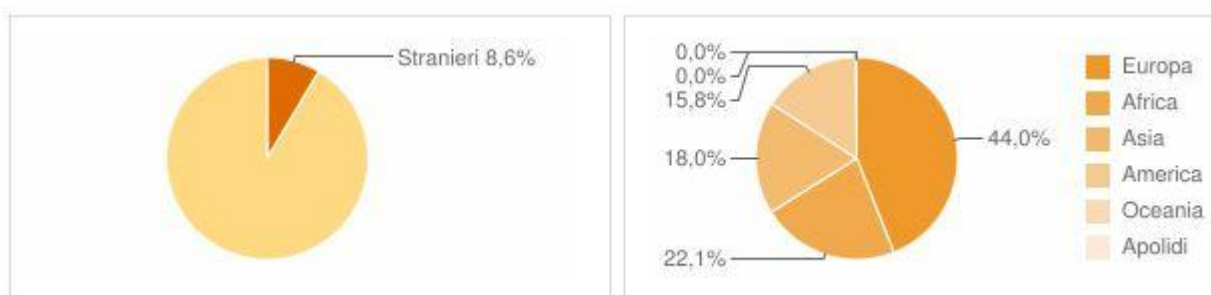 Stranieri 8,6%
0,0%
0,0%
15,8%
18,0%
22,1%
44,0%
Europa
Africa
Asia
America
Oceania
Apolidi